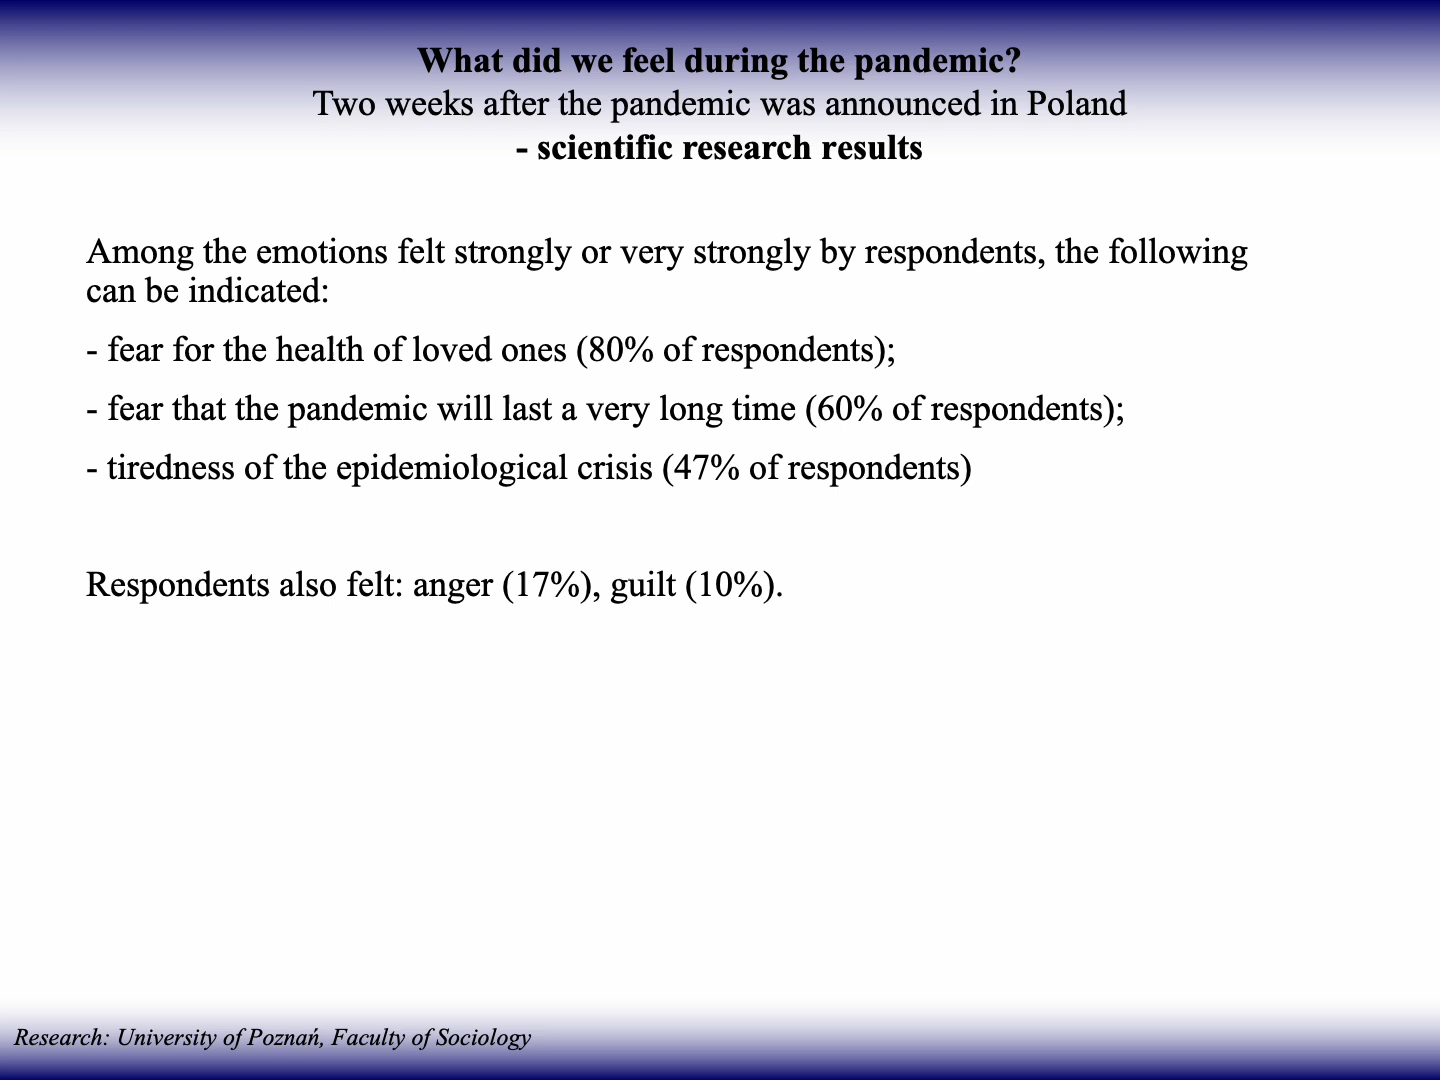 What did we feel during the pandemic?
Two weeks after the pandemic was announced in Poland
- scientific research results
Among the emotions felt strongly or very strongly by respondents, the following
can be indicated:
- fear for the health of loved ones (80% of respondents);
- fear that the pandemic will last a very long time (60% of respondents);
- tiredness of the epidemiological crisis (47% of respondents)
Respondents also felt: anger (17%), guilt (10%).
Research: University of Poznań, Faculty of Sociology